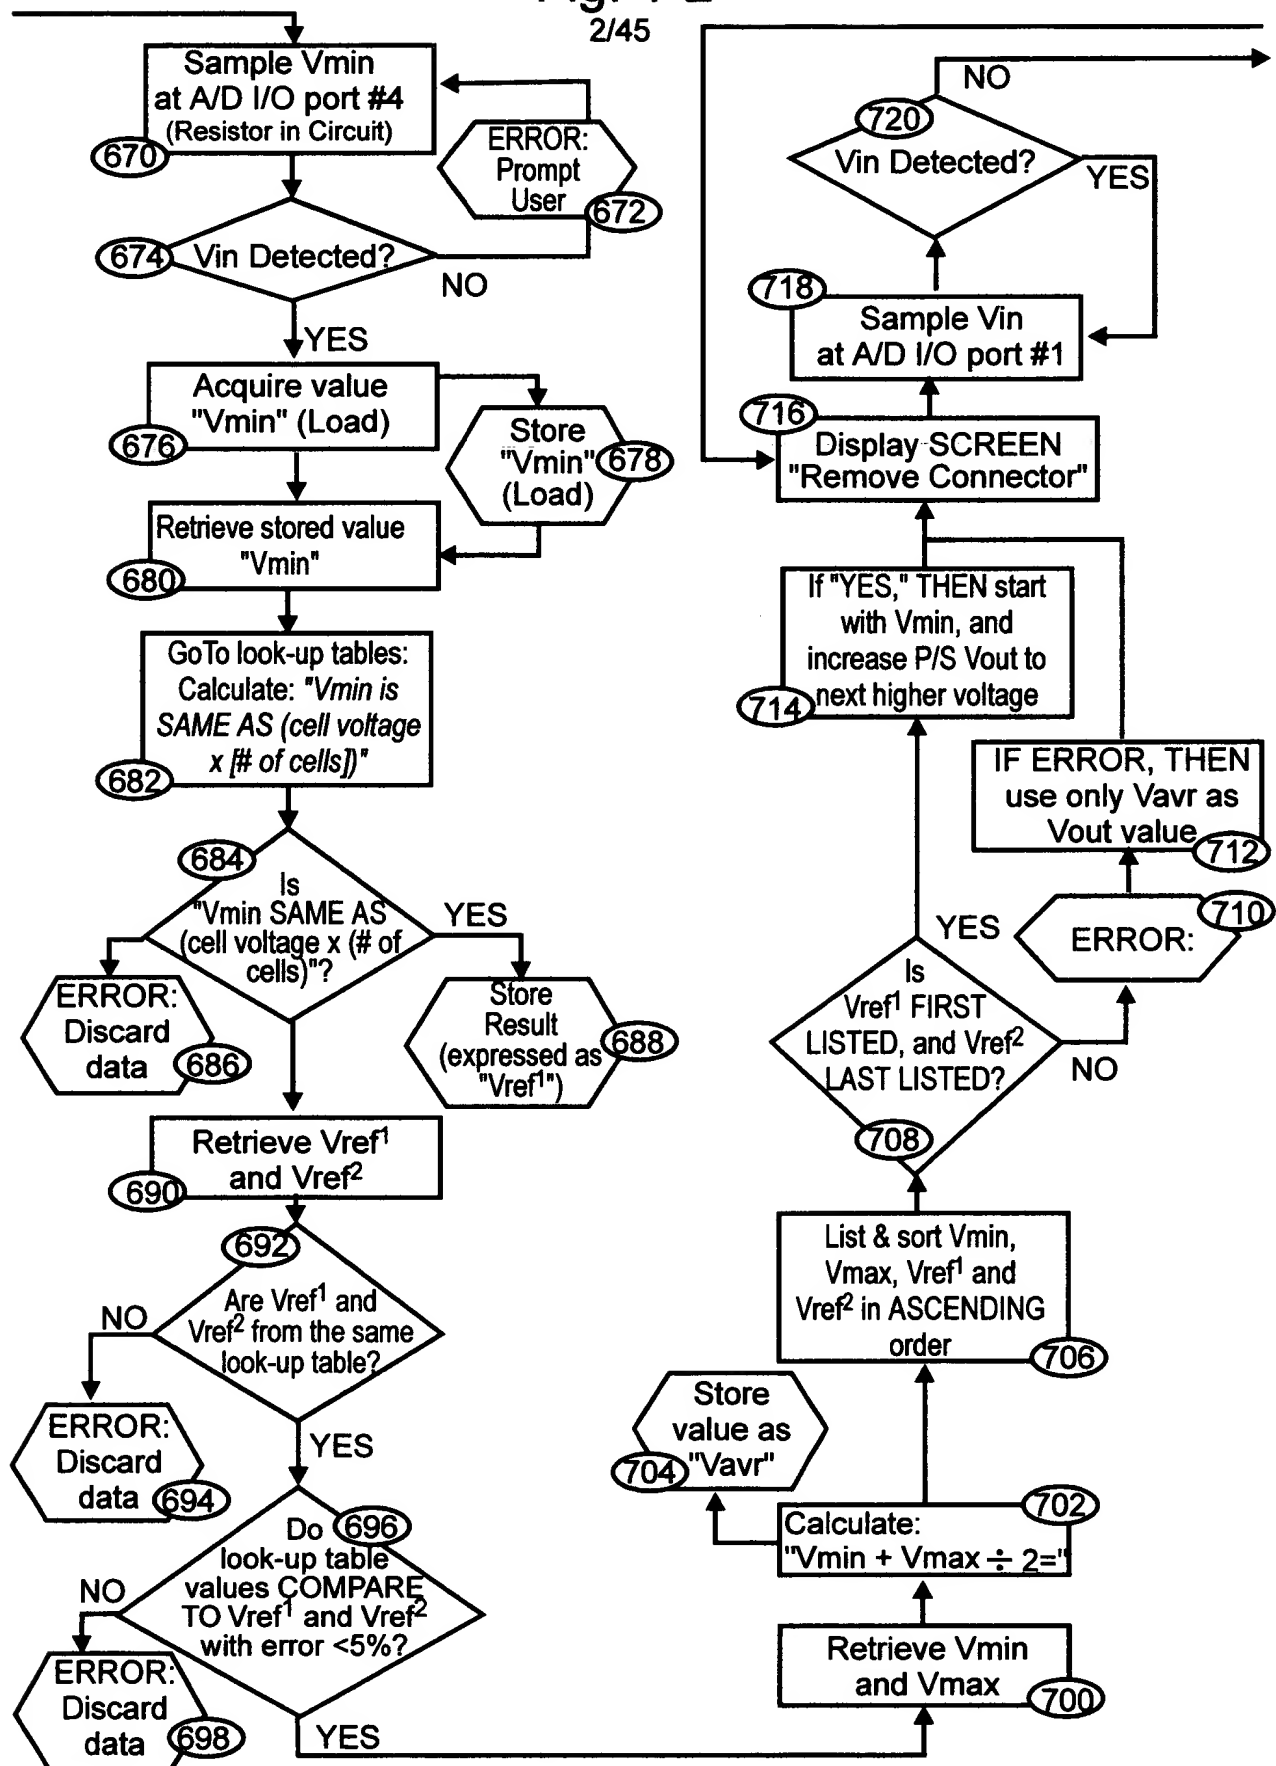 2/45
Sample Vmin
at A/D I/O port #4
(Resistor in Circuit)
670
ERROR:
Prompt
User
672
674
Vin Detected?
NO
YES
Acquire value
"Vmin" (Load)
676
Store
"Vmin"
(Load)
678
Retrieve stored value
"Vmin"
680
GoTo look-up tables:
Calculate: "Vmin is
SAME AS (cell voltage
x [# of cells])"
682
684
Is
"Vmin SAME AS
(cell voltage x (# of
cells)"?
YES
ERROR:
Discard
data
686
Store
Result
(expressed as
"Vref¹")
688
Retrieve Vref¹
and Vref²
690
692
Are Vref¹ and
Vref² from the same
look-up table?
NO
ERROR:
Discard
data
694
YES
Do
696
look-up table
values COMPARE
TO Vref¹ and Vref²
with error <5%?
NO
ERROR:
Discard
data
698
YES
NO
720
Vin Detected?
YES
718
Sample Vin
at A/D I/O port #1
716
Display SCREEN
"Remove Connector"
If "YES," THEN start
with Vmin, and
increase P/S Vout to
next higher voltage
714
IF ERROR, THEN
use only Vavr as
Vout value
712
710
ERROR:
YES
Is
Vref¹ FIRST
LISTED, and Vref²
LAST LISTED?
NO
708
List & sort Vmin,
Vmax, Vref¹ and
Vref² in ASCENDING
order
706
Store
value as
"Vavr"
704
702
Calculate:
"Vmin + Vmax ÷ 2="
Retrieve Vmin
and Vmax
700